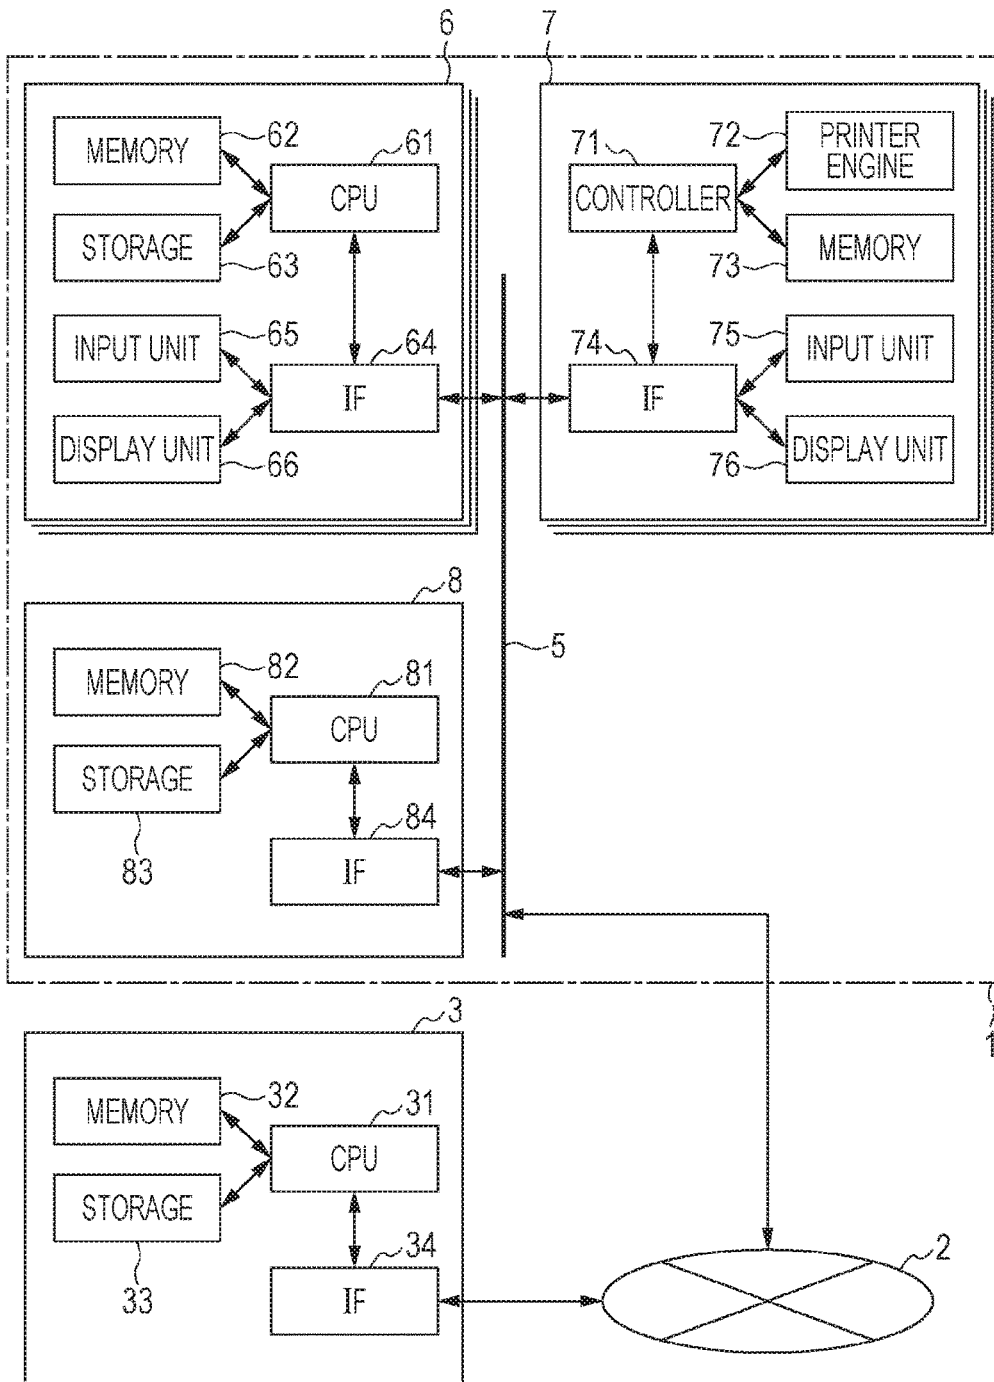 6
7
MEMORY
62
61
CPU
STORAGE
63
INPUT UNIT
65
64
IF
DISPLAY UNIT
66
71
CONTROLLER
72
PRINTER
ENGINE
73
MEMORY
74
IF
75
INPUT UNIT
76
DISPLAY UNIT
8
5
MEMORY
82
81
CPU
STORAGE
83
84
IF
1
3
MEMORY
32
31
CPU
STORAGE
33
34
IF
2